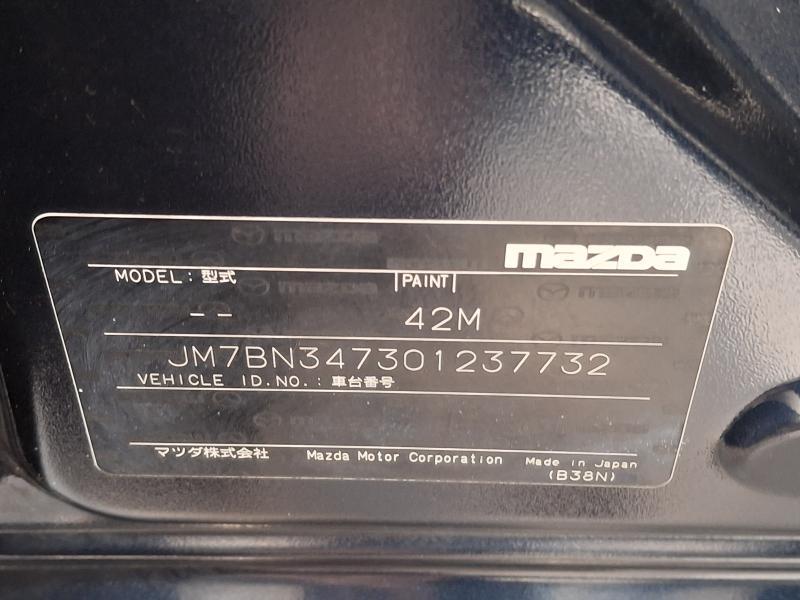 mazda
MODEL : 型式 PAINT
-- 42M
JM7BN347301237732
VEHICLE ID.NO. : 車台番号
マツダ株式会社 Mazda Motor Corporation Made in Japan
(B38N)